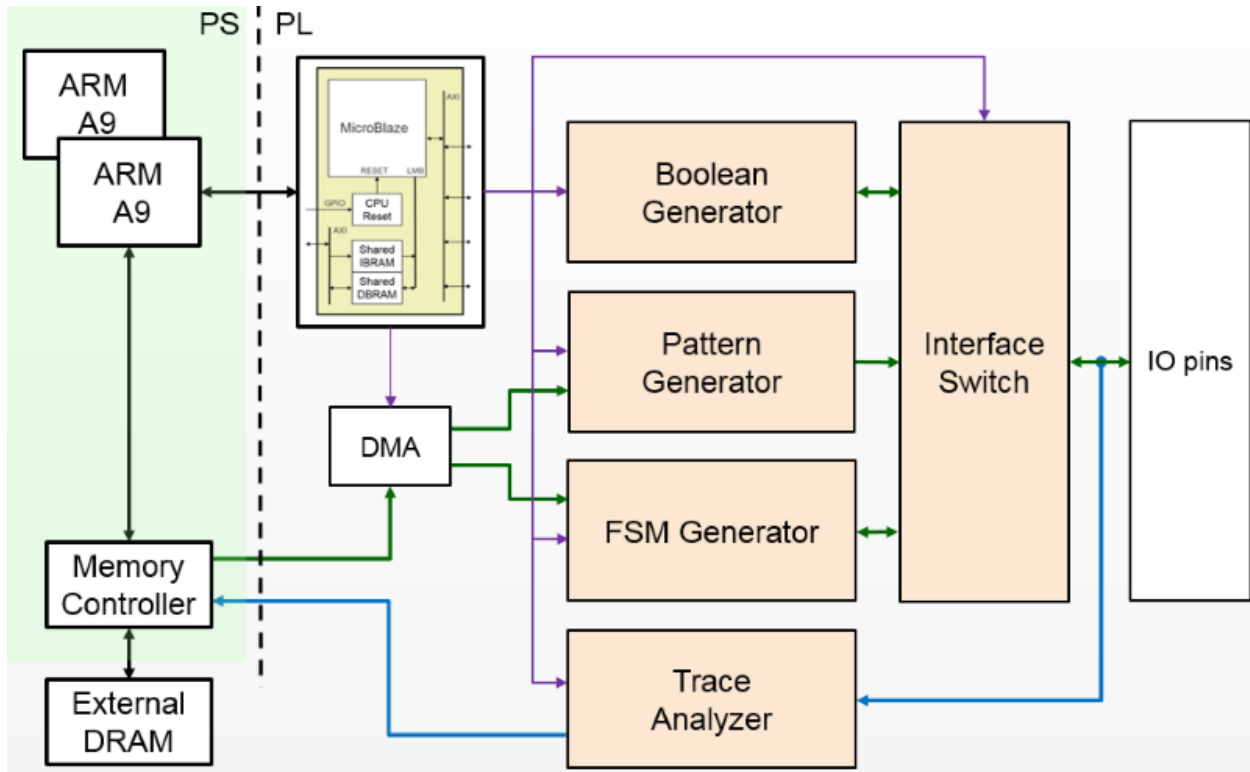 PS
PL
ARM
A9
ARM
A9
MicroBlaze
AXI
RESET
LMB
GPIO
CPU
Reset
AXI
Shared
IBRAM
Shared
DBRAM
Boolean
Generator
Pattern
Generator
Interface
Switch
IO pins
DMA
FSM Generator
Memory
Controller
Trace
Analyzer
External
DRAM